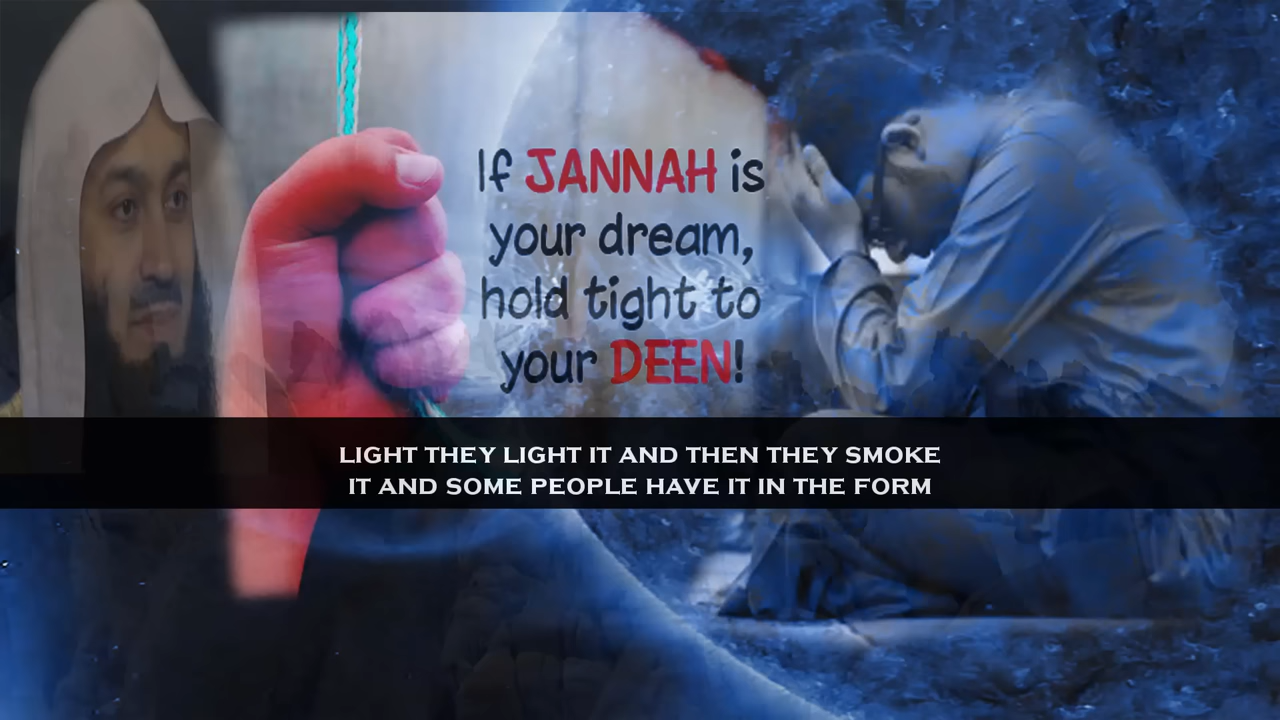 If JANNAH is
your dream,
hold tight to
your DEEN!
LIGHT THEY LIGHT IT AND THEN THEY SMOKE
IT AND SOME PEOPLE HAVE IT IN THE FORM